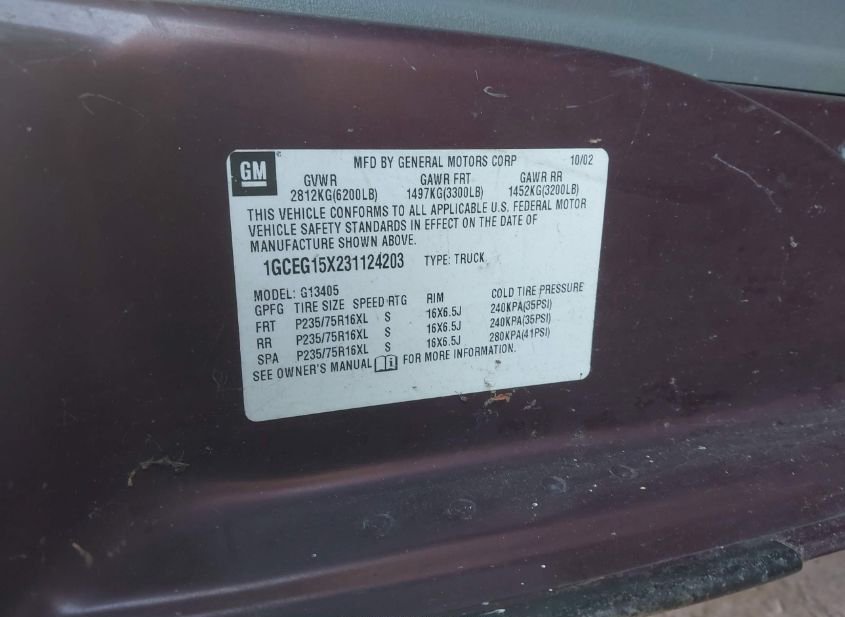 GM
MFD BY GENERAL MOTORS CORP 10/02
GVWR GAWR FRT GAWR RR
2812KG(6200LB) 1497KG(3300LB) 1452KG(3200LB)
THIS VEHICLE CONFORMS TO ALL APPLICABLE U.S. FEDERAL MOTOR
VEHICLE SAFETY STANDARDS IN EFFECT ON THE DATE OF
MANUFACTURE SHOWN ABOVE.
1GCEG15X231124203 TYPE: TRUCK
MODEL: G13405
GPFG TIRE SIZE SPEED RTG RIM COLD TIRE PRESSURE
FRT P235/75R16XL S 16X6.5J 240KPA(35PSI)
RR P235/75R16XL S 16X6.5J 240KPA(35PSI)
SPA P235/75R16XL S 16X6.5J 280KPA(41PSI)
SEE OWNER'S MANUAL FOR MORE INFORMATION.